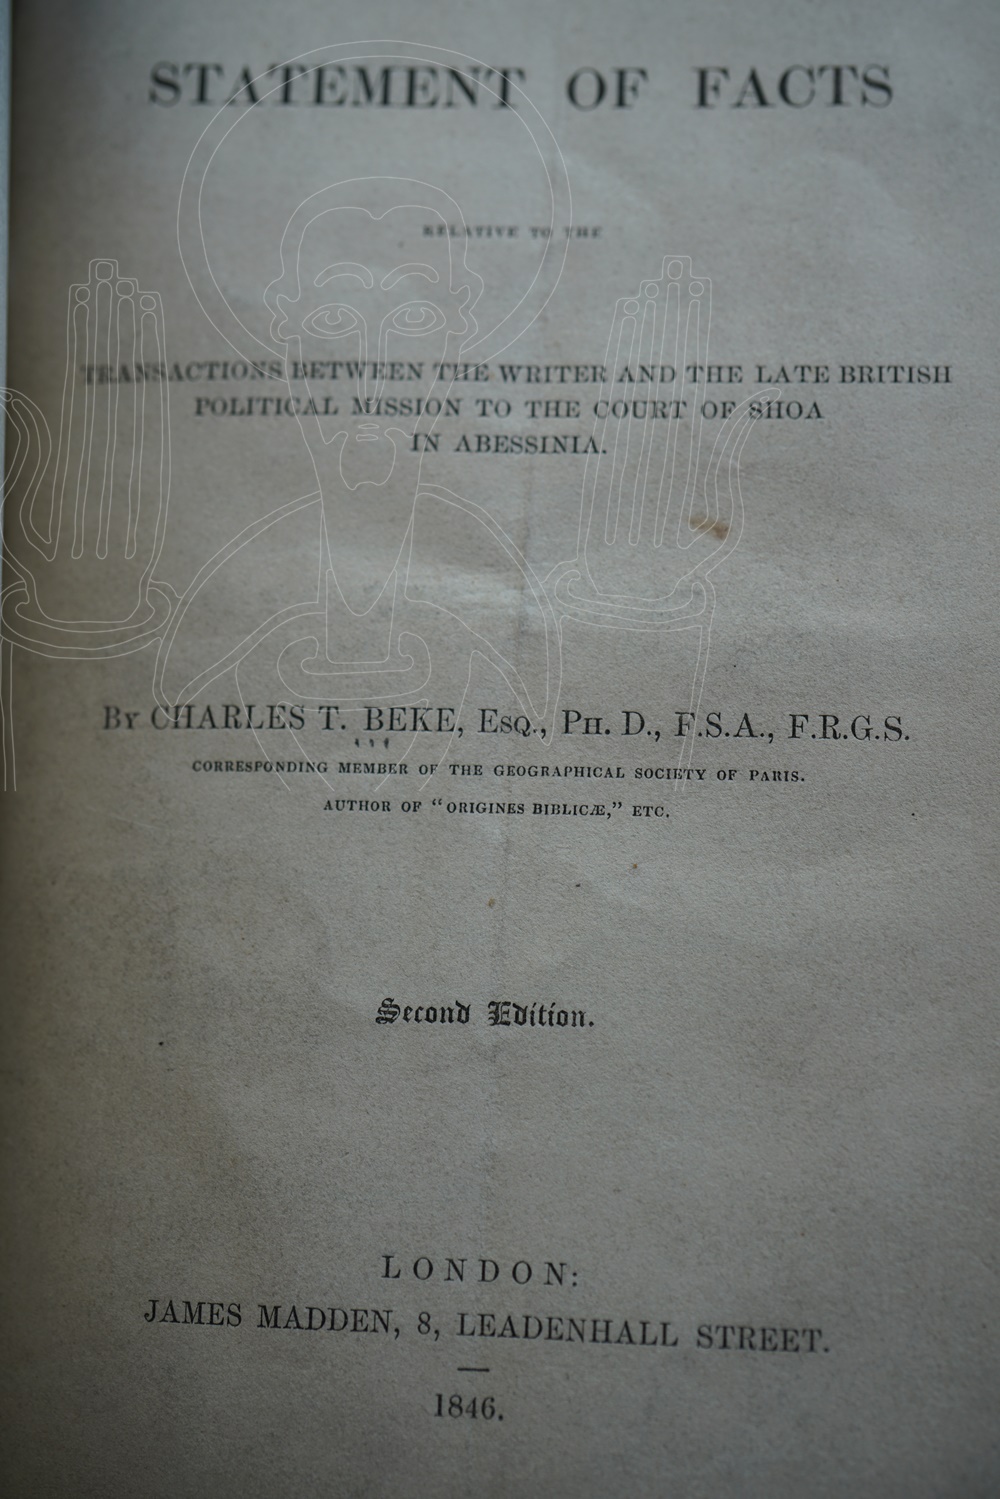 STATEMENT OF FACTS
RELATIVE TO THE
TRANSACTIONS BETWEEN THE WRITER AND THE LATE BRITISH
POLITICAL MISSION TO THE COURT OF SHOA
IN ABESSINIA.
By CHARLES T. BEKE, Esq., Ph. D., F.S.A., F.R.G.S.
CORRESPONDING MEMBER OF THE GEOGRAPHICAL SOCIETY OF PARIS.
AUTHOR OF “ORIGINES BIBLICÆ,” ETC.
Second Edition.
LONDON:
JAMES MADDEN, 8, LEADENHALL STREET.
1846.